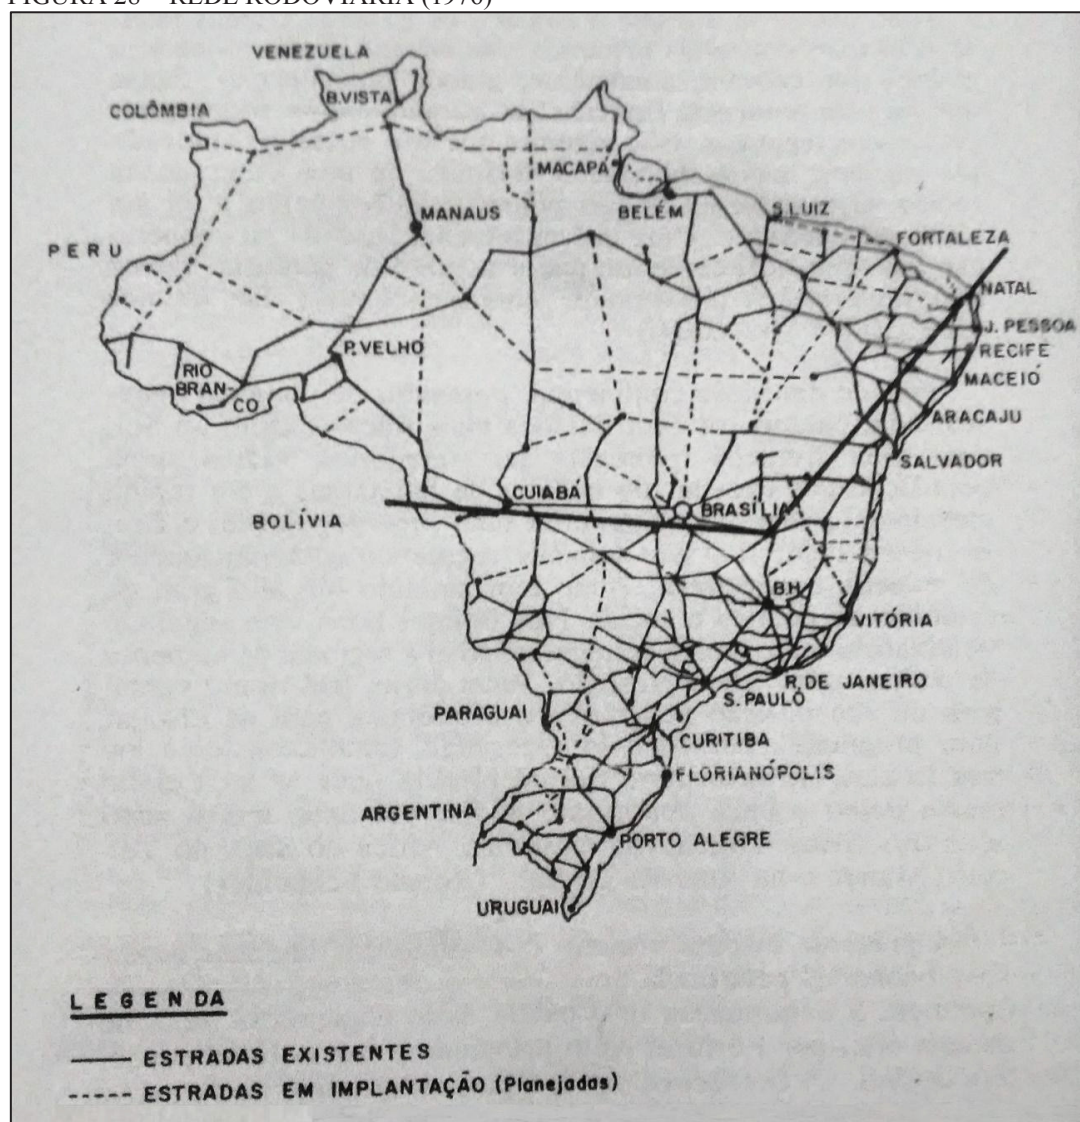 FIGURA 28 – REDE RODOVIÁRIA (1970)
VENEZUELA
B.VISTA
COLÔMBIA
MACAPÁ
BELÉM
S.LUIZ
MANAUS
FORTALEZA
PERU
NATAL
J. PESSOA
P.VELHO
RECIFE
RIO
BRAN-
CO
MACEIÓ
ARACAJU
SALVADOR
CUIABÁ
BRASÍLIA
BOLÍVIA
B.H.
VITÓRIA
R. DE JANEIRO
S. PAULO
PARAGUAI
CURITIBA
FLORIANÓPOLIS
ARGENTINA
PORTO ALEGRE
URUGUAI
LEGENDA
ESTRADAS EXISTENTES
ESTRADAS EM IMPLANTAÇÃO (Planejadas)